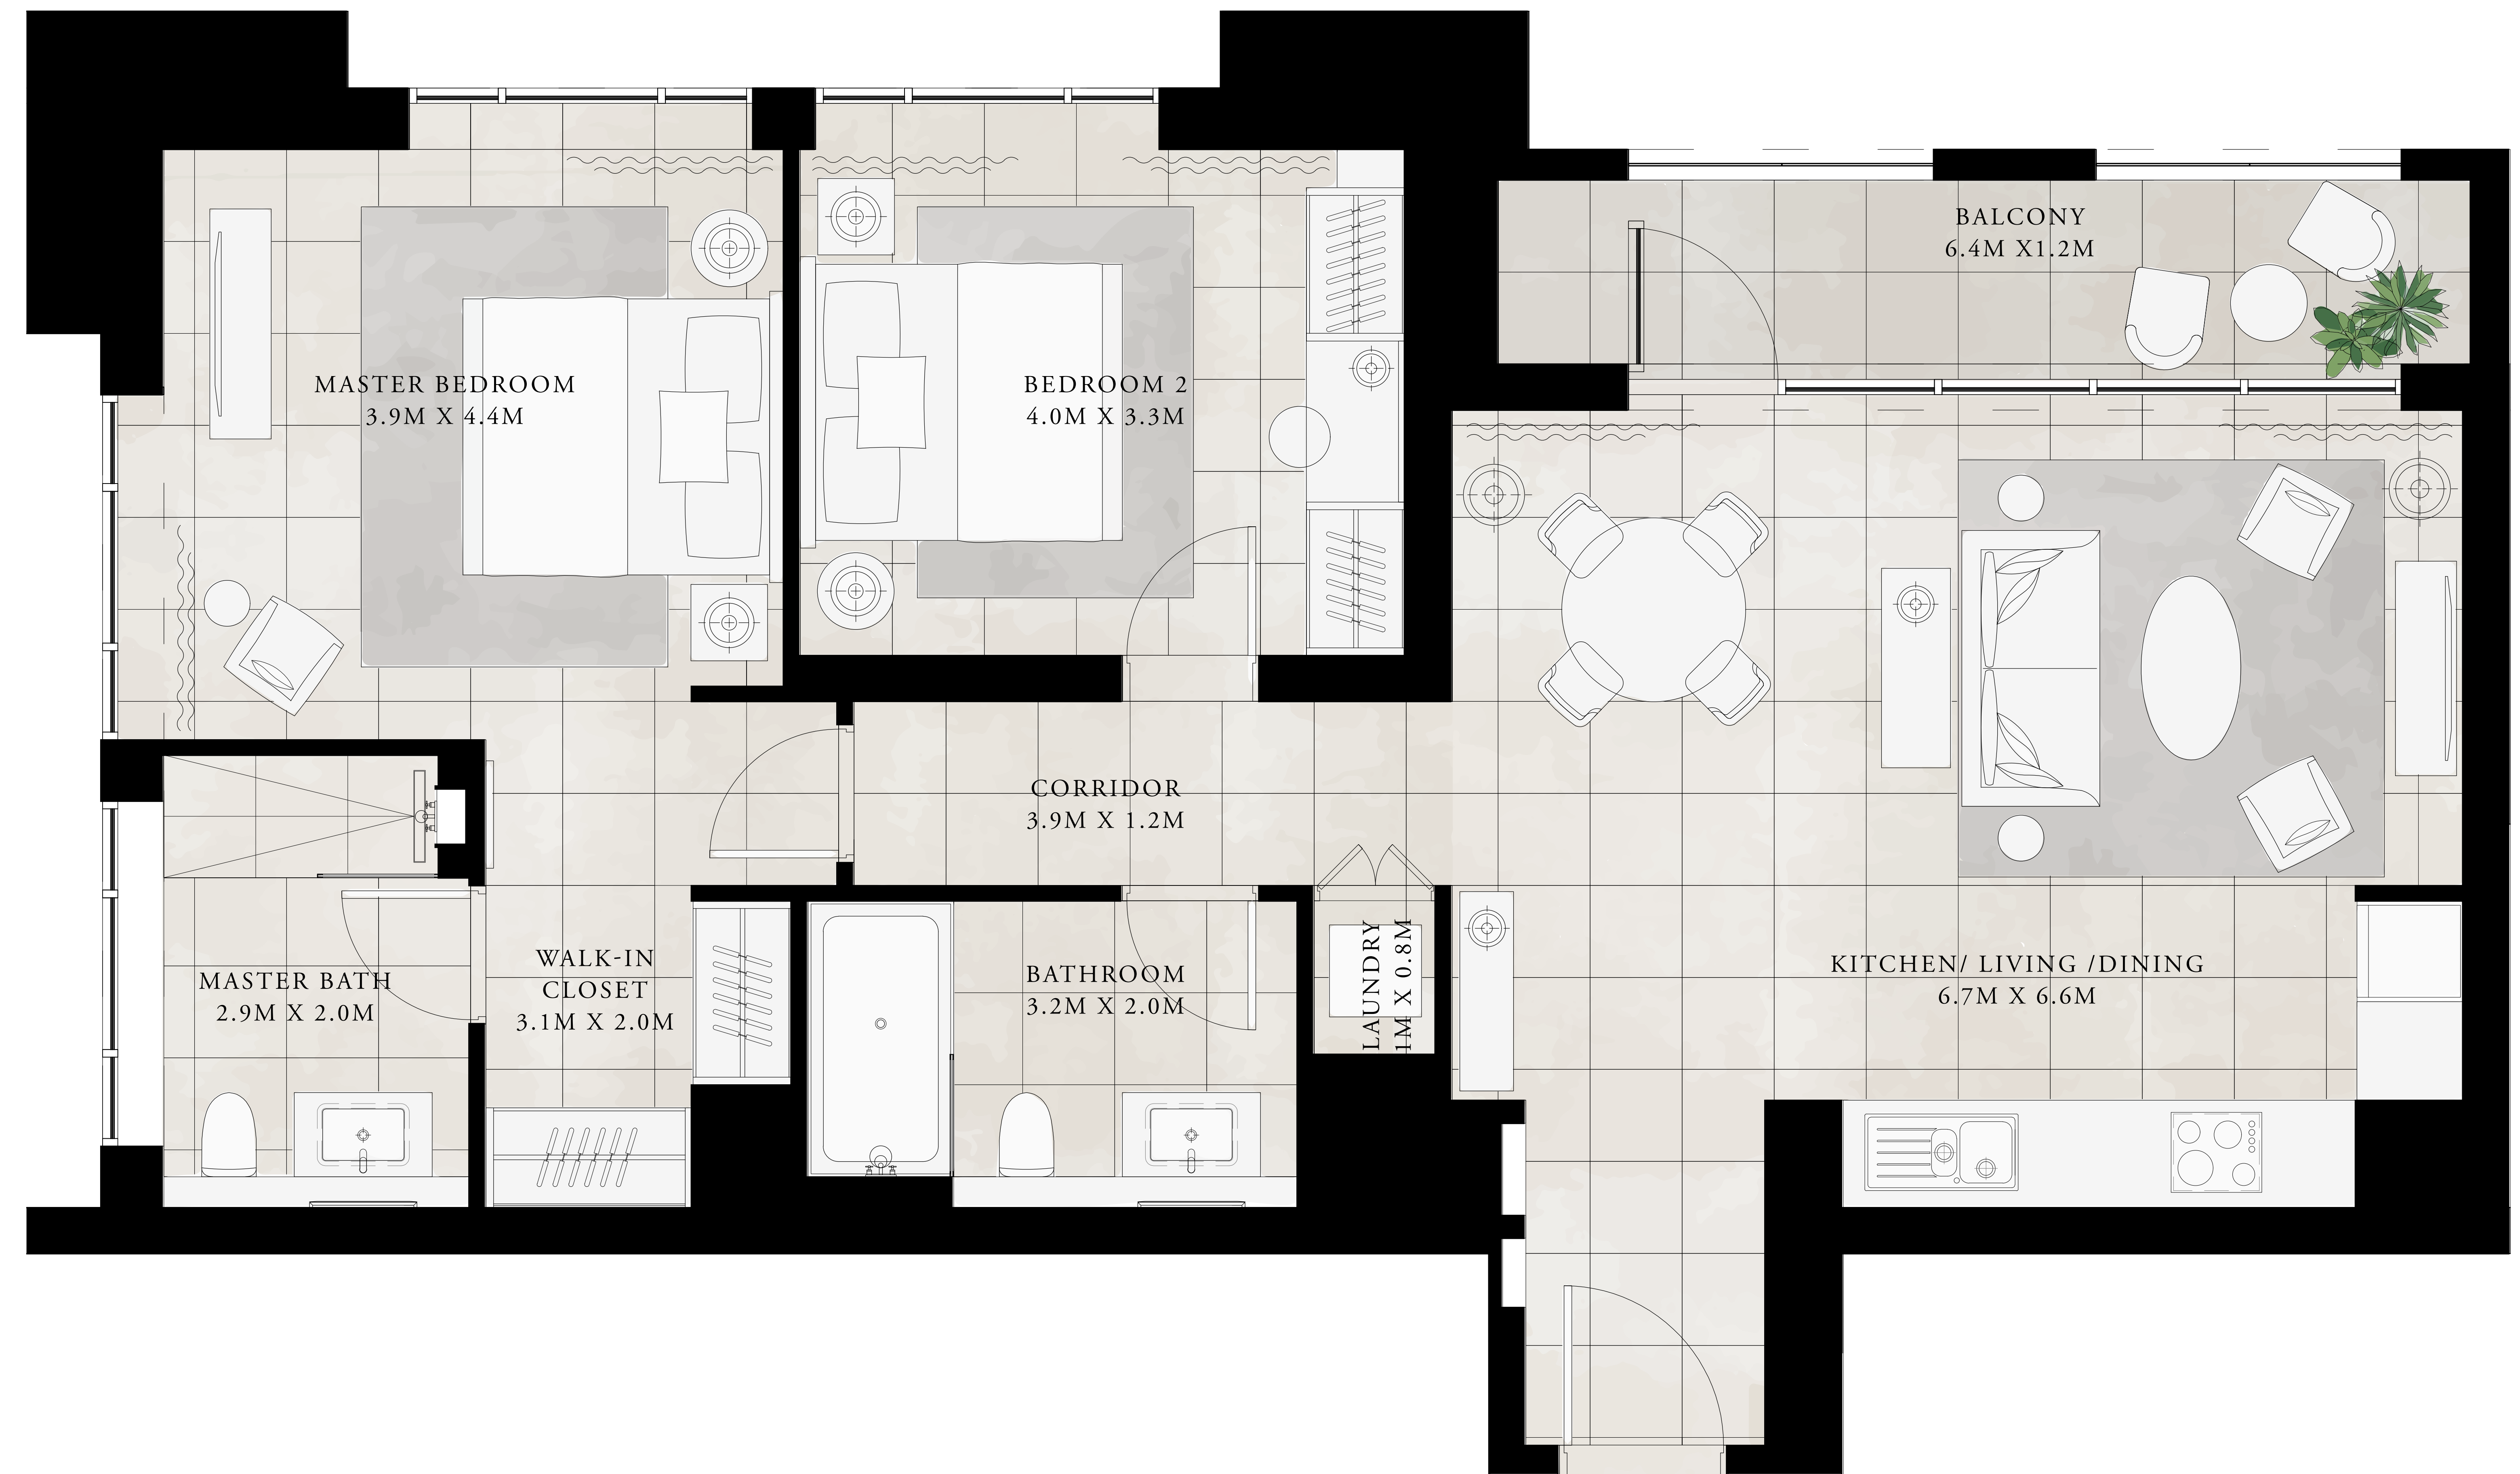 BALCONY
6.4M X1.2M
MASTER BEDROOM
3.9M X 4.4M
BEDROOM 2
4.0M X 3.3M
CORRIDOR
3.9M X 1.2M
MASTER BATH
2.9M X 2.0M
WALK-IN
CLOSET
3.1M X 2.0M
BATHROOM
3.2M X 2.0M
LAUNDRY
1M X 0.8M
KITCHEN/ LIVING /DINING
6.7M X 6.6M